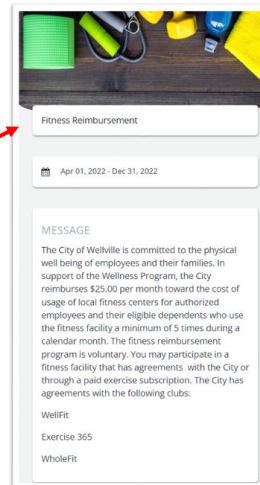 Fitness Reimbursement
Apr 01, 2022 - Dec 31, 2022
MESSAGE
The City of Wellville is committed to the physical
well being of employees and their families. In
support of the Wellness Program, the City
reimburses $25.00 per month toward the cost of
usage of local fitness centers for authorized
employees and their eligible dependents who use
the fitness facility a minimum of 5 times during a
calendar month. The fitness reimbursement
program is voluntary. You may participate in a
fitness facility that has agreements with the City or
through a paid exercise subscription. The City has
agreements with the following clubs:
WellFit
Exercise 365
WholeFit